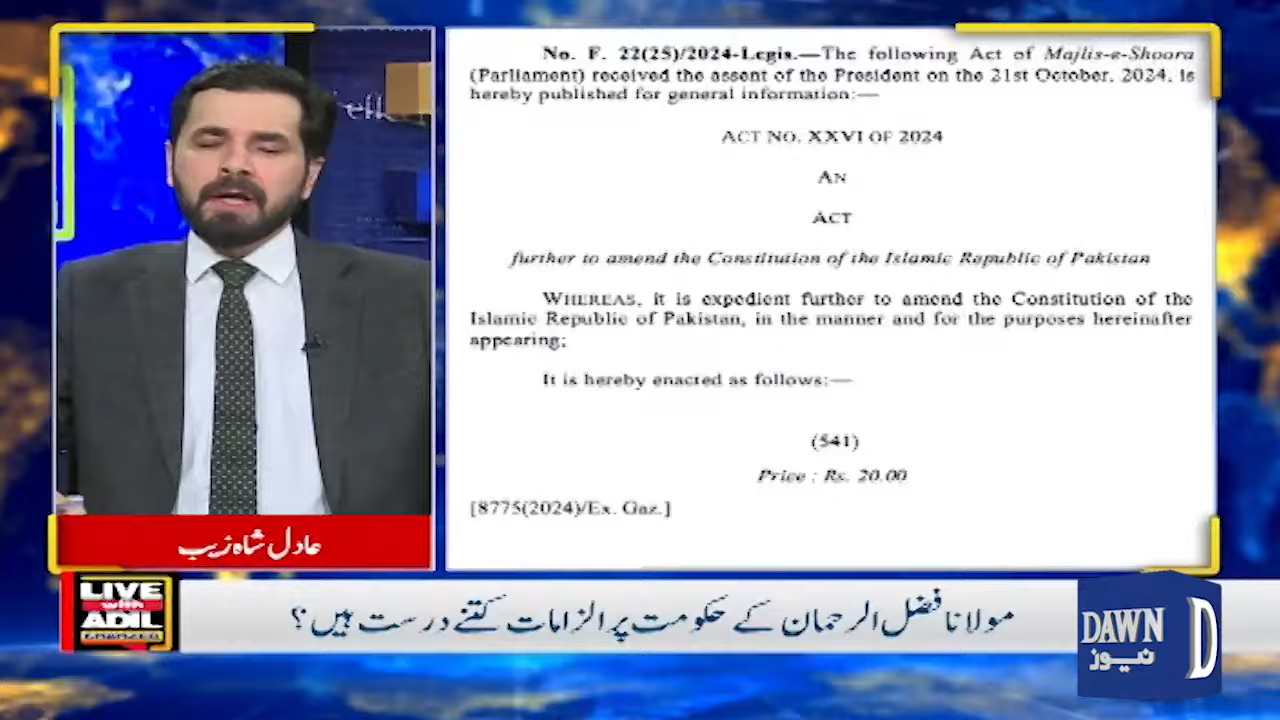 No. F. 22(25)/2024-Legis.—The following Act of Majlis-e-Shoora
(Parliament) received the assent of the President on the 21st October, 2024, is
hereby published for general information:—
ACT NO. XXVI OF 2024
AN
ACT
further to amend the Constitution of the Islamic Republic of Pakistan
WHEREAS, it is expedient further to amend the Constitution of the
Islamic Republic of Pakistan, in the manner and for the purposes hereinafter
appearing;
It is hereby enacted as follows:—
(541)
Price : Rs. 20.00
[8775(2024)/Ex. Gaz.]
عادل شاہ زیب
LIVE
with
ADIL
مولانا فضل الرحمان کے حکومت پر الزامات کتنے درست ہیں؟
DAWN
نیوز
D